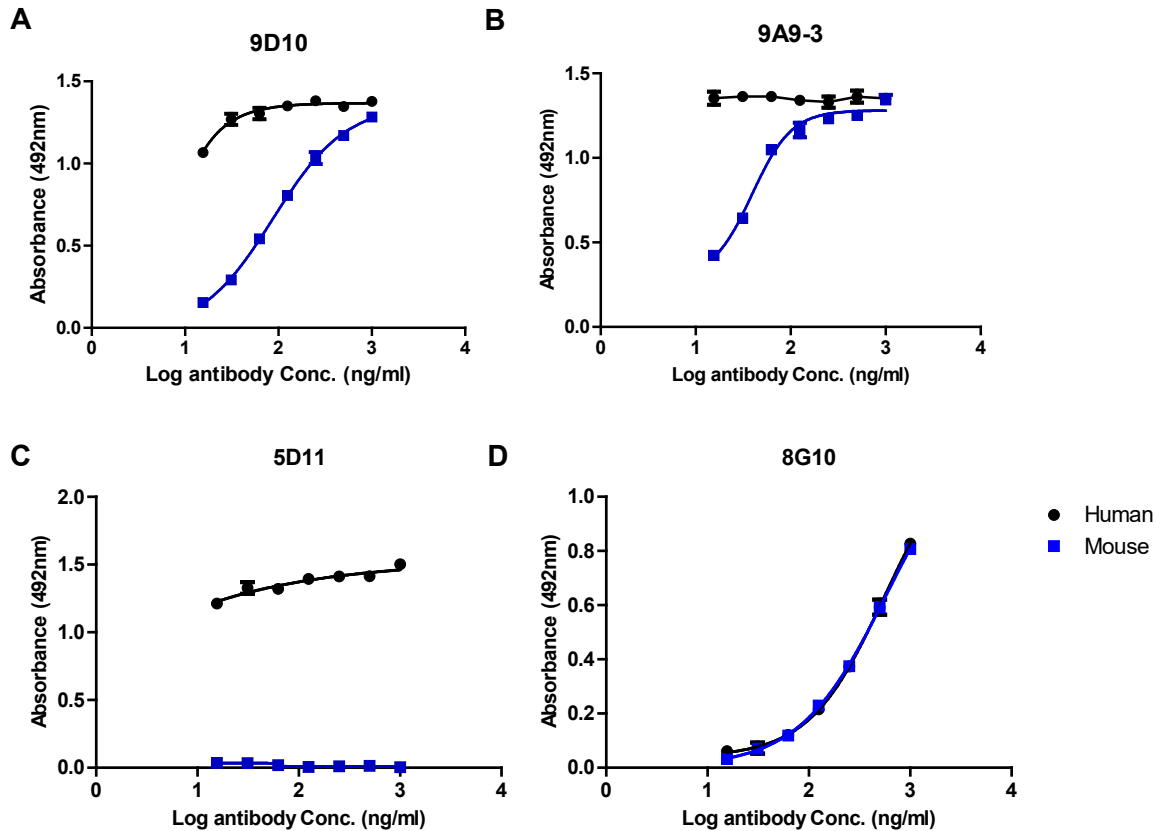 A
9D10
Absorbance (492nm)
1.5
1.0
0.5
0.0
0 1 2 3 4
Log antibody Conc. (ng/ml)
B
9A9-3
Absorbance (492nm)
1.5
1.0
0.5
0.0
0 1 2 3 4
Log antibody Conc. (ng/ml)
C
5D11
Absorbance (492nm)
2.0
1.5
1.0
0.5
0.0
0 1 2 3 4
Log antibody Conc. (ng/ml)
D
8G10
Absorbance (492nm)
1.0
0.8
0.6
0.4
0.2
0.0
0 1 2 3 4
Log antibody Conc. (ng/ml)
Human
Mouse